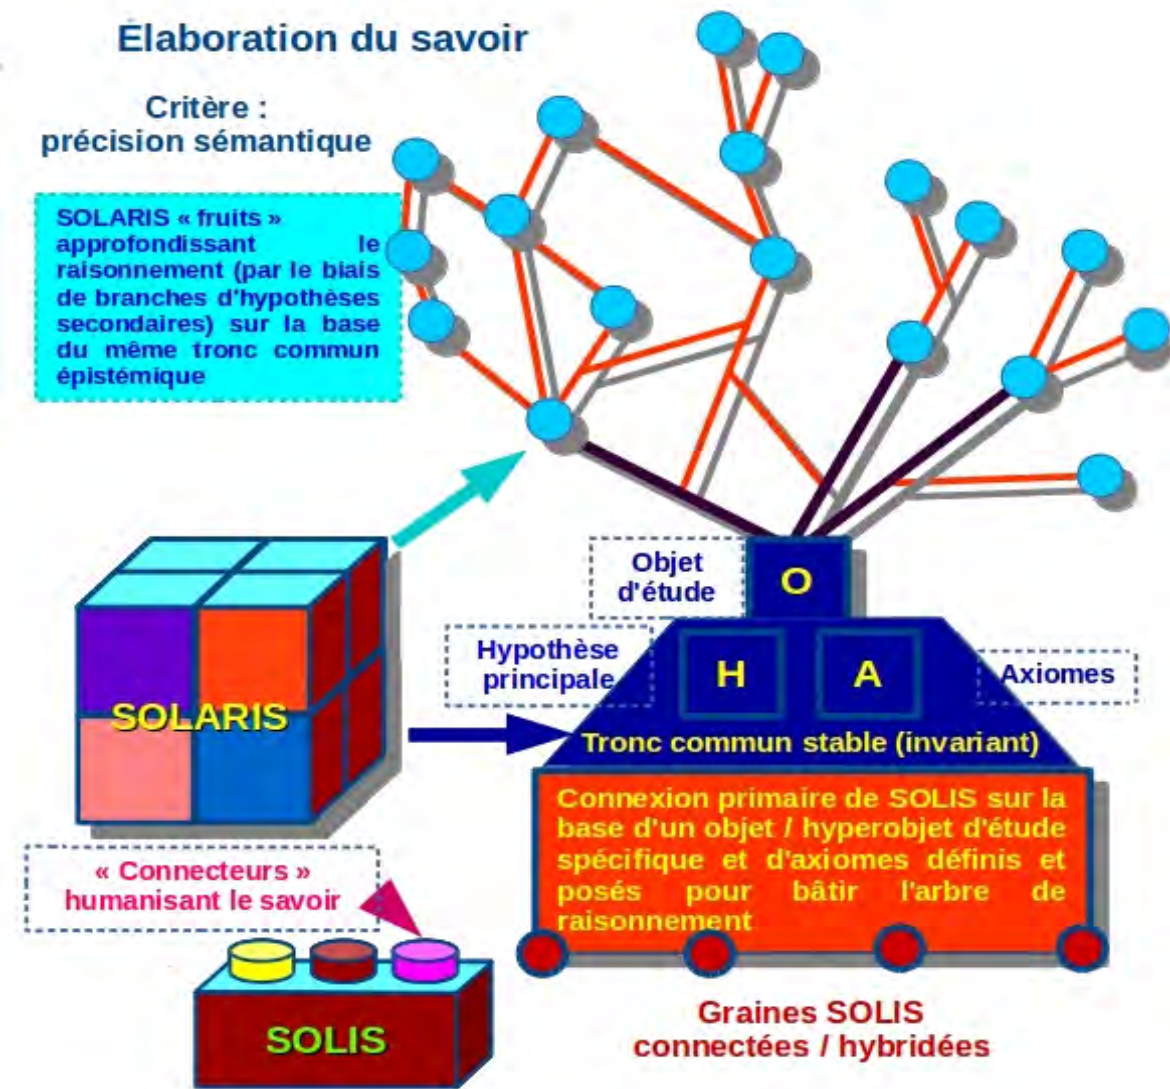 Élaboration du savoir
Critère :
précision sémantique
SOLARIS « fruits »
approfondissant le
raisonnement (par le biais
de branches d'hypothèses
secondaires) sur la base
du même tronc commun
épistémique
Objet
d'étude
O
Hypothèse
principale
H
A
Axiomes
SOLARIS
Tronc commun stable (invariant)
Connexion primaire de SOLIS sur la
base d'un objet / hyperobjet d'étude
spécifique et d'axiomes définis et
posés pour bâtir l'arbre de
raisonnement
« Connecteurs »
humanisant le savoir
SOLIS
Graines SOLIS
connectées / hybridées